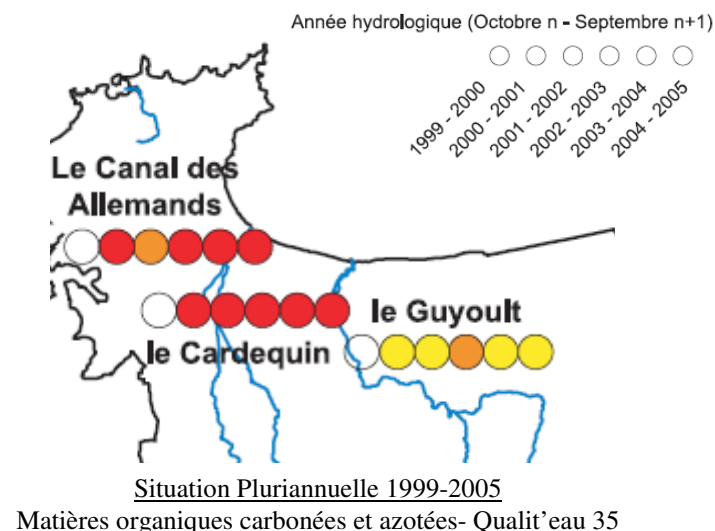 Année hydrologique (Octobre n - Septembre n+1)
1999 - 2000
2000 - 2001
2001 - 2002
2002 - 2003
2003 - 2004
2004 - 2005
Le Canal des
Allemands
le Guyoult
le Cardequin
Situation Pluriannuelle 1999-2005
Matières organiques carbonées et azotées- Qualit'eau 35